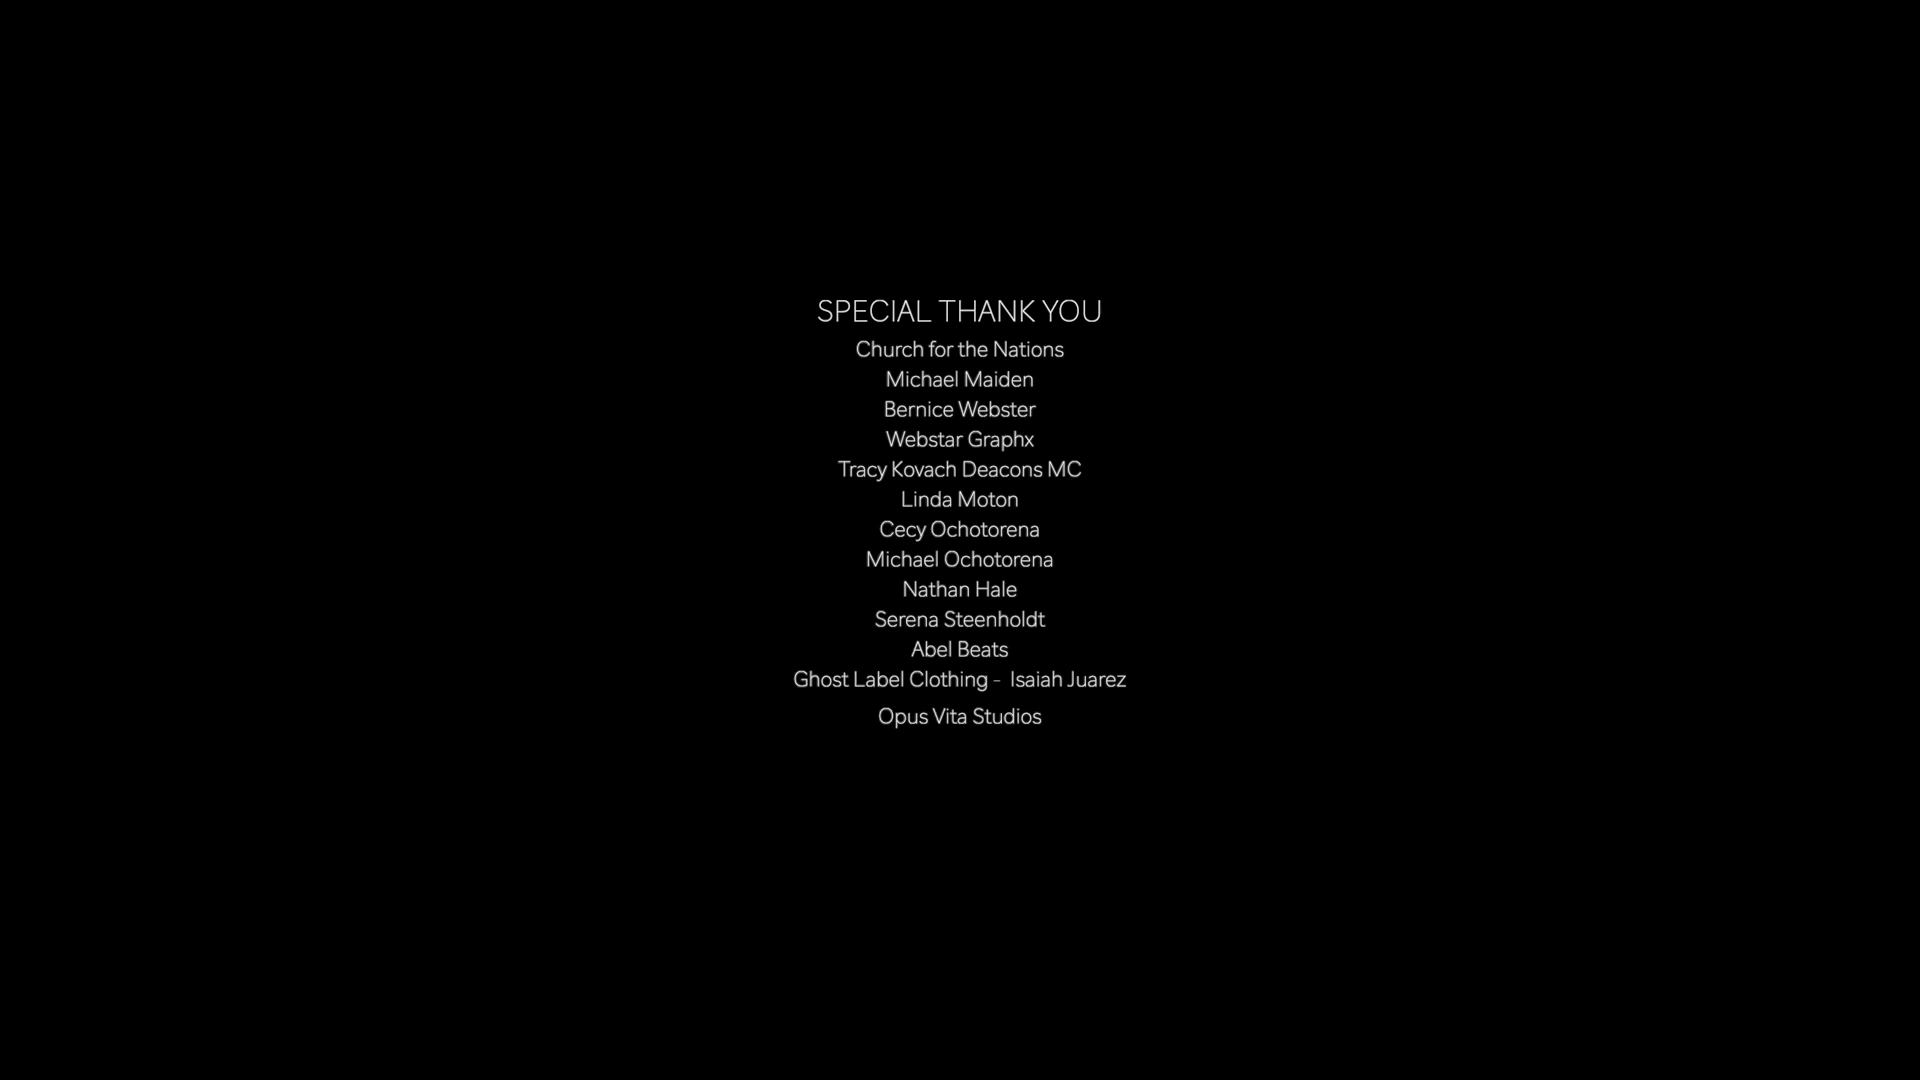 SPECIAL THANK YOU
Church for the Nations
Michael Maiden
Bernice Webster
Webstar Graphx
Tracy Kovach Deacons MC
Linda Moton
Cecy Ochotorena
Michael Ochotorena
Nathan Hale
Serena Steenholdt
Abel Beats
Ghost Label Clothing -  Isaiah Juarez
Opus Vita Studios